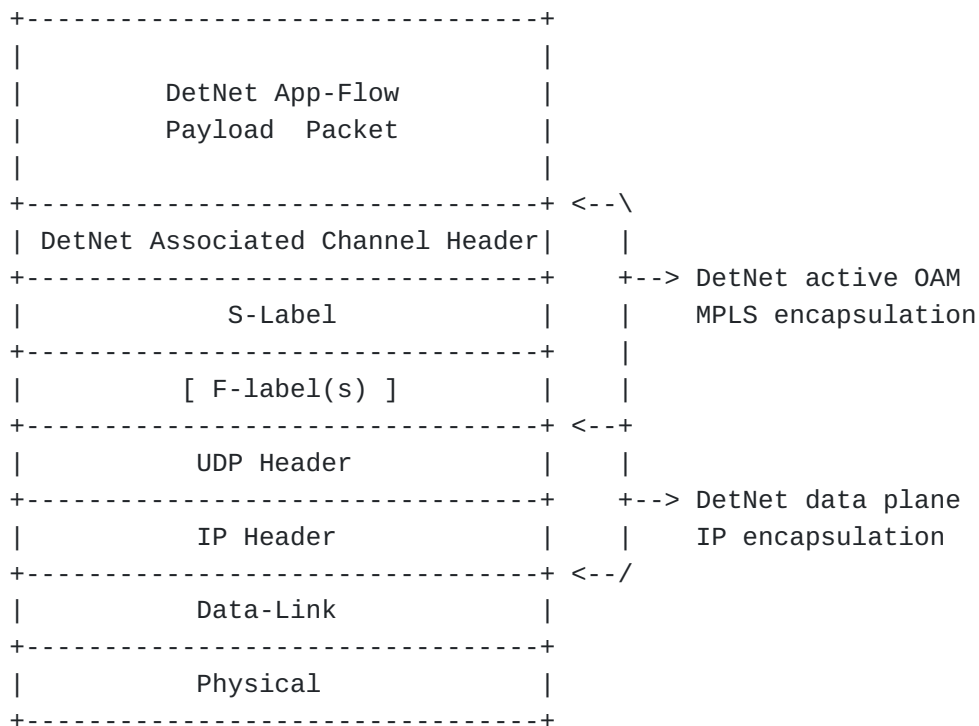 +---------------------------------+
|                                 |
|         DetNet App-Flow         |
|         Payload  Packet         |
|                                 |
+---------------------------------+ <--\
| DetNet Associated Channel Header|    |
+---------------------------------+    +--> DetNet active OAM
|             S-Label             |    |    MPLS encapsulation
+---------------------------------+    |
|          [ F-label(s) ]         |    |
+---------------------------------+ <--+
|           UDP Header            |    |
+---------------------------------+    +--> DetNet data plane
|           IP Header             |    |    IP encapsulation
+---------------------------------+ <--/
|           Data-Link             |
+---------------------------------+
|           Physical              |
+---------------------------------+